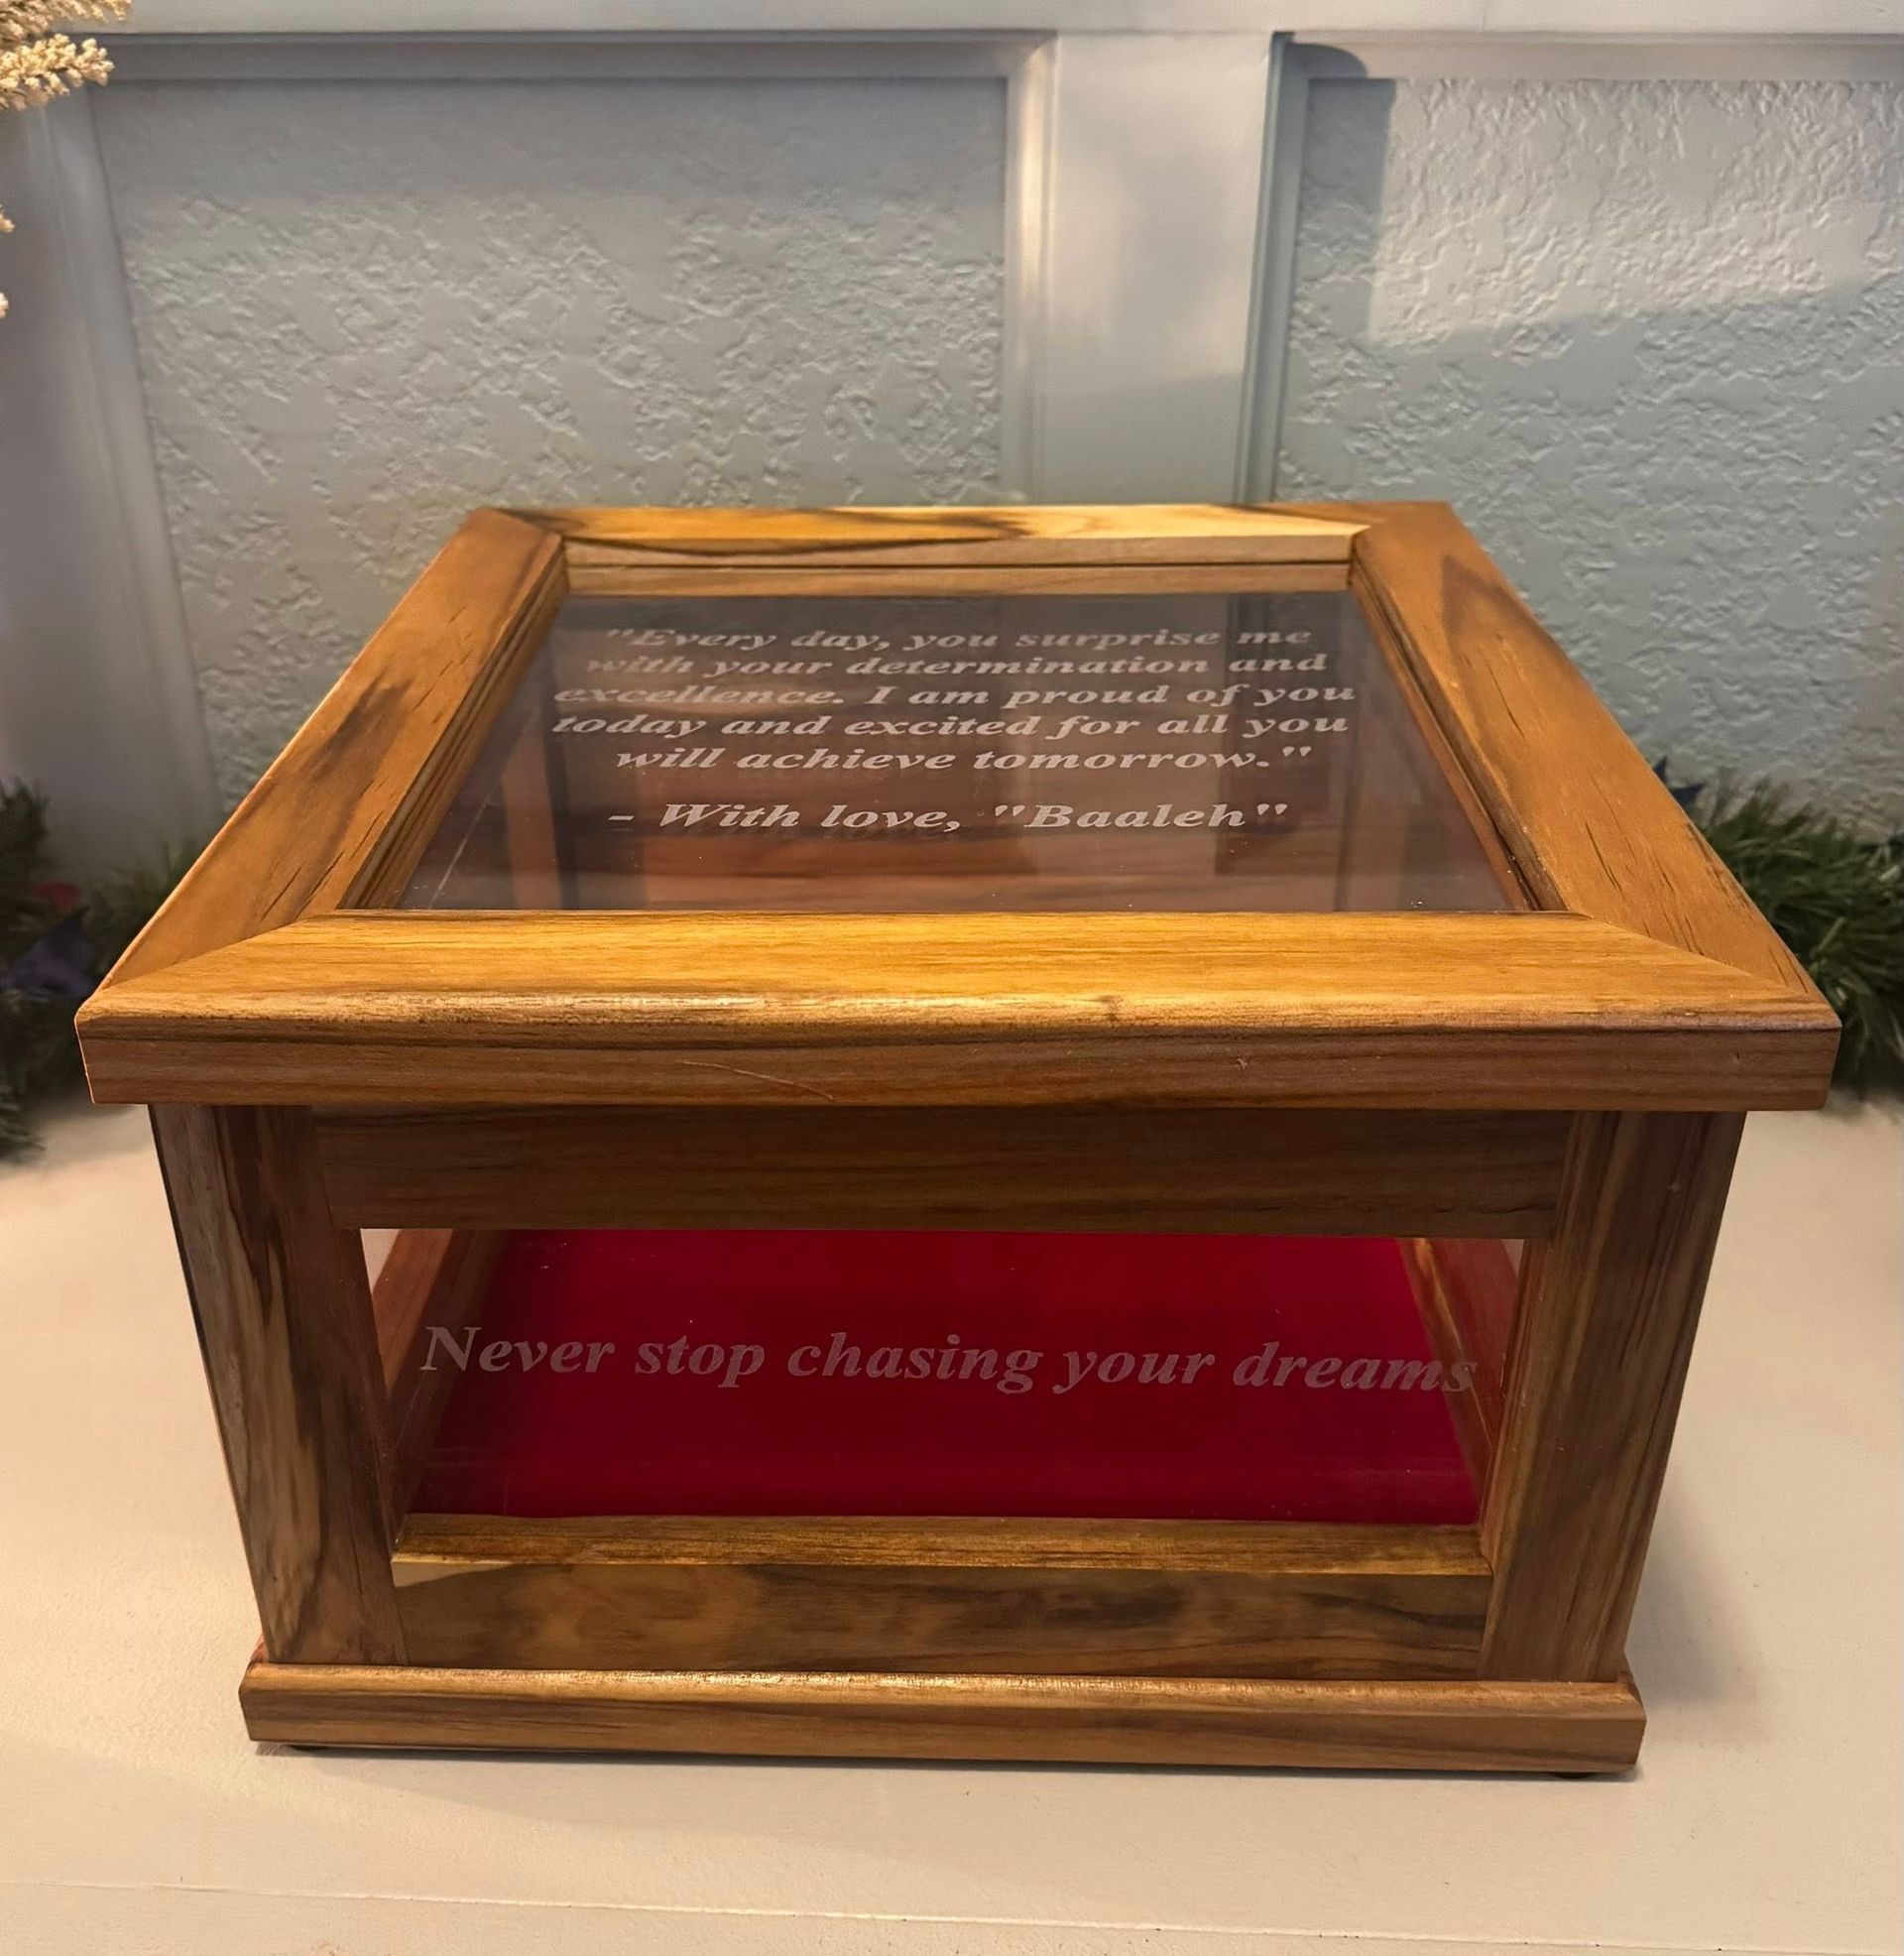 "Every day, you surprise me
with your determination and
excellence. I am proud of you
today and excited for all you
will achieve tomorrow."
- With love, "Baaleh"
Never stop chasing your dreams